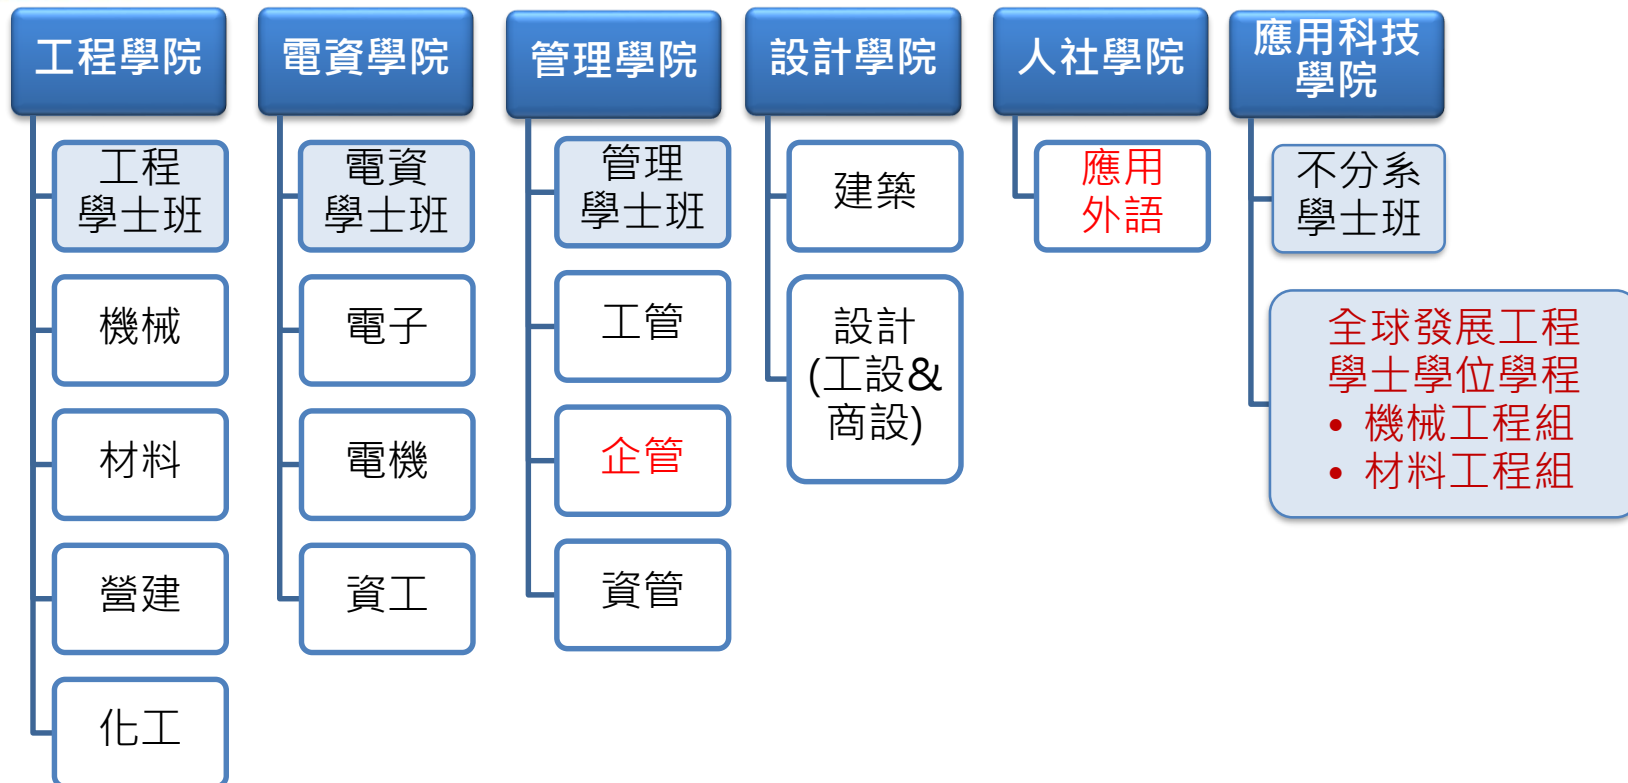 工程學院
工程
學士班
機械
材料
營建
化工
電資學院
電資
學士班
電子
電機
資工
管理學院
管理
學士班
工管
企管
資管
設計學院
建築
設計
(工設&
商設)
人社學院
應用
外語
應用科技
學院
不分系
學士班
全球發展工程
學士學位學程
• 機械工程組
• 材料工程組